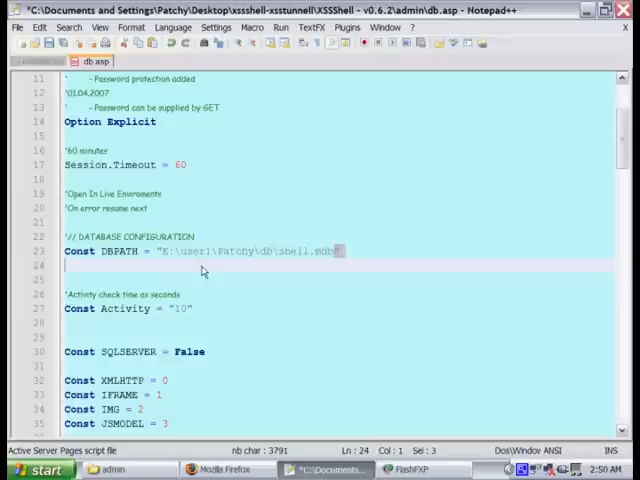 *C:\Documents and Settings\Patchy\Desktop\xssshell-xsstunnell\XSSShell - v0.6.2\admin\db.asp - Notepad++
File Edit Search View Format Language Settings Macro Run TextFX Plugins Window X
db.asp
11 ' - Password protection added
12 '01.04.2007
13 ' - Password can be supplied by GET
14 Option Explicit
15
16 '60 minutes
17 Session.Timeout = 60
18
19 'Open In Live Enviroments
20 'On error resume next
21
22 '// DATABASE CONFIGURATION
23 Const DBPATH = "E:\user1\Patchy\db\shell.mdb"
24
25
26 'Activity check time as seconds
27 Const Activity = "10"
28
29
30 Const SQLSERVER = False
31
32 Const XMLHTTP = 0
33 Const IFRAME = 1
34 Const IMG = 2
35 Const JSMODEL = 3
Active Server Pages script file nb char : 3791 Ln : 24 Col : 1 Sel : 3 Dos\Windov ANSI INS
start admin Mozilla Firefox *C:\Documents... FlashFXP 2:50 AM